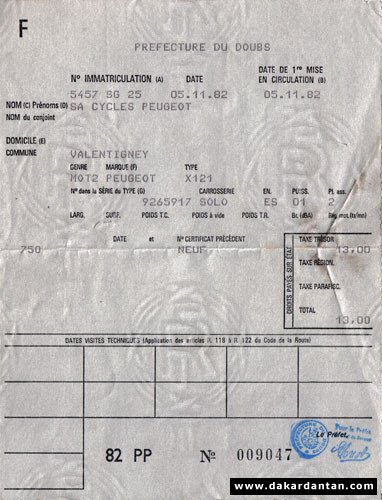 F
PREFECTURE DU DOUBS
Nº IMMATRICULATION (A) DATE DATE DE 1re MISE EN CIRCULATION (B)
5457 SG 25 05.11.82 05.11.82
NOM (C) Prénoms (D) SA CYCLES PEUGEOT
NOM du conjoint
DOMICILE (E)
COMMUNE VALENTIGNEY
GENRE MARQUE (F) TYPE
MOT2 PEUGEOT X121
Nº dans la SÉRIE du TYPE (G) CARROSSERIE EN. PUISS. Pl. ass.
9265917 SOLO ES 01 2
LARG. SURF. POIDS T.C. POIDS à vide POIDS T.R. Br. (dBA) Rég. mot. (trs/mn)
DATE et Nº CERTIFICAT PRÉCÉDENT
750 NEUF
DROITS PAYÉS SUR ÉTAT
TAXE TRÉSOR
13,00
TAXE RÉGION.
TAXE PARAFISC.
TOTAL
13,00
DATES VISITES TECHNIQUES (Application des articles R. 118 à R. 122 du Code de la Route)
Le Préfet,
82 PP Nº 009047
www.dakardantan.com